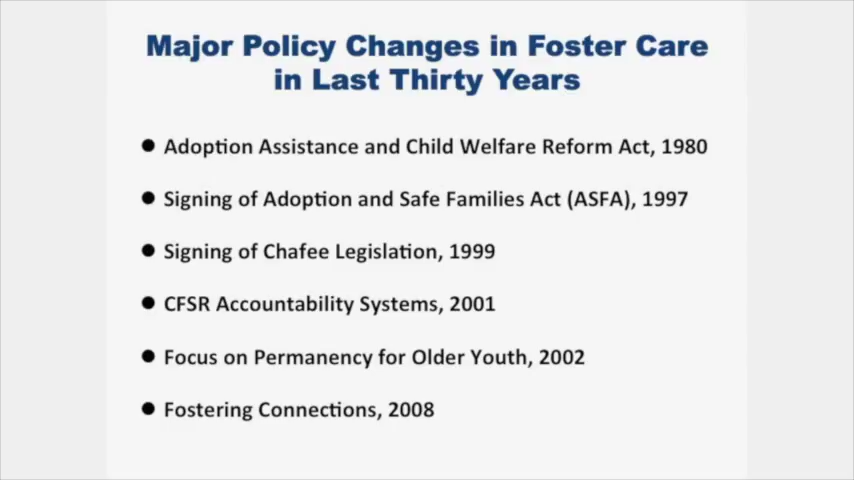 Major Policy Changes in Foster Care
in Last Thirty Years
● Adoption Assistance and Child Welfare Reform Act, 1980
● Signing of Adoption and Safe Families Act (ASFA), 1997
● Signing of Chafee Legislation, 1999
● CFSR Accountability Systems, 2001
● Focus on Permanency for Older Youth, 2002
● Fostering Connections, 2008